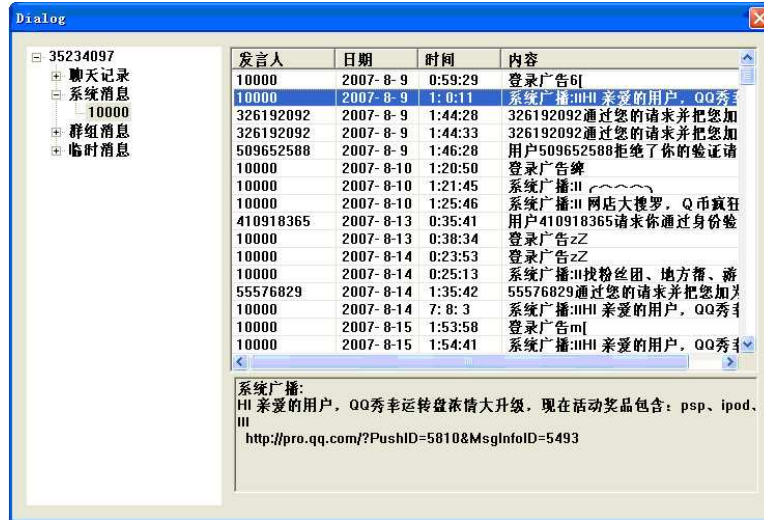 Dialog
35234097
聊天记录
系统消息
10000
群组消息
临时消息
发言人 日期 时间 内容
10000 2007- 8- 9 0:59:29 登录广告6[
10000 2007- 8- 9 1: 0:11 系统广播:IIHI 亲爱的用户，QQ秀幸
326192092 2007- 8- 9 1:44:28 326192092通过您的请求并把您加
326192092 2007- 8- 9 1:44:33 326192092通过您的请求并把您加
509652588 2007- 8- 9 1:46:28 用户509652588拒绝了你的验证请
10000 2007- 8-10 1:20:50 登录广告
10000 2007- 8-10 1:21:45 系统广播:II
10000 2007- 8-10 1:25:46 系统广播:II 网店大搜罗，Q币疯狂
410918365 2007- 8-13 0:35:41 用户410918365请求你通过身份验
10000 2007- 8-13 0:38:34 登录广告zZ
10000 2007- 8-14 0:23:53 登录广告zZ
10000 2007- 8-14 0:25:13 系统广播:II找粉丝团、地方帮、游
55576829 2007- 8-14 1:35:42 55576829通过您的请求并把您加为
10000 2007- 8-14 7: 8: 3 系统广播:IIHI 亲爱的用户，QQ秀幸
10000 2007- 8-15 1:53:58 登录广告m[
10000 2007- 8-15 1:54:41 系统广播:IIHI 亲爱的用户，QQ秀幸
系统广播:
HI 亲爱的用户，QQ秀幸运转盘浓情大升级，现在活动奖品包含：psp、ipod、
III
http://pro.qq.com/?PushID=5810&MsgInfoID=5493